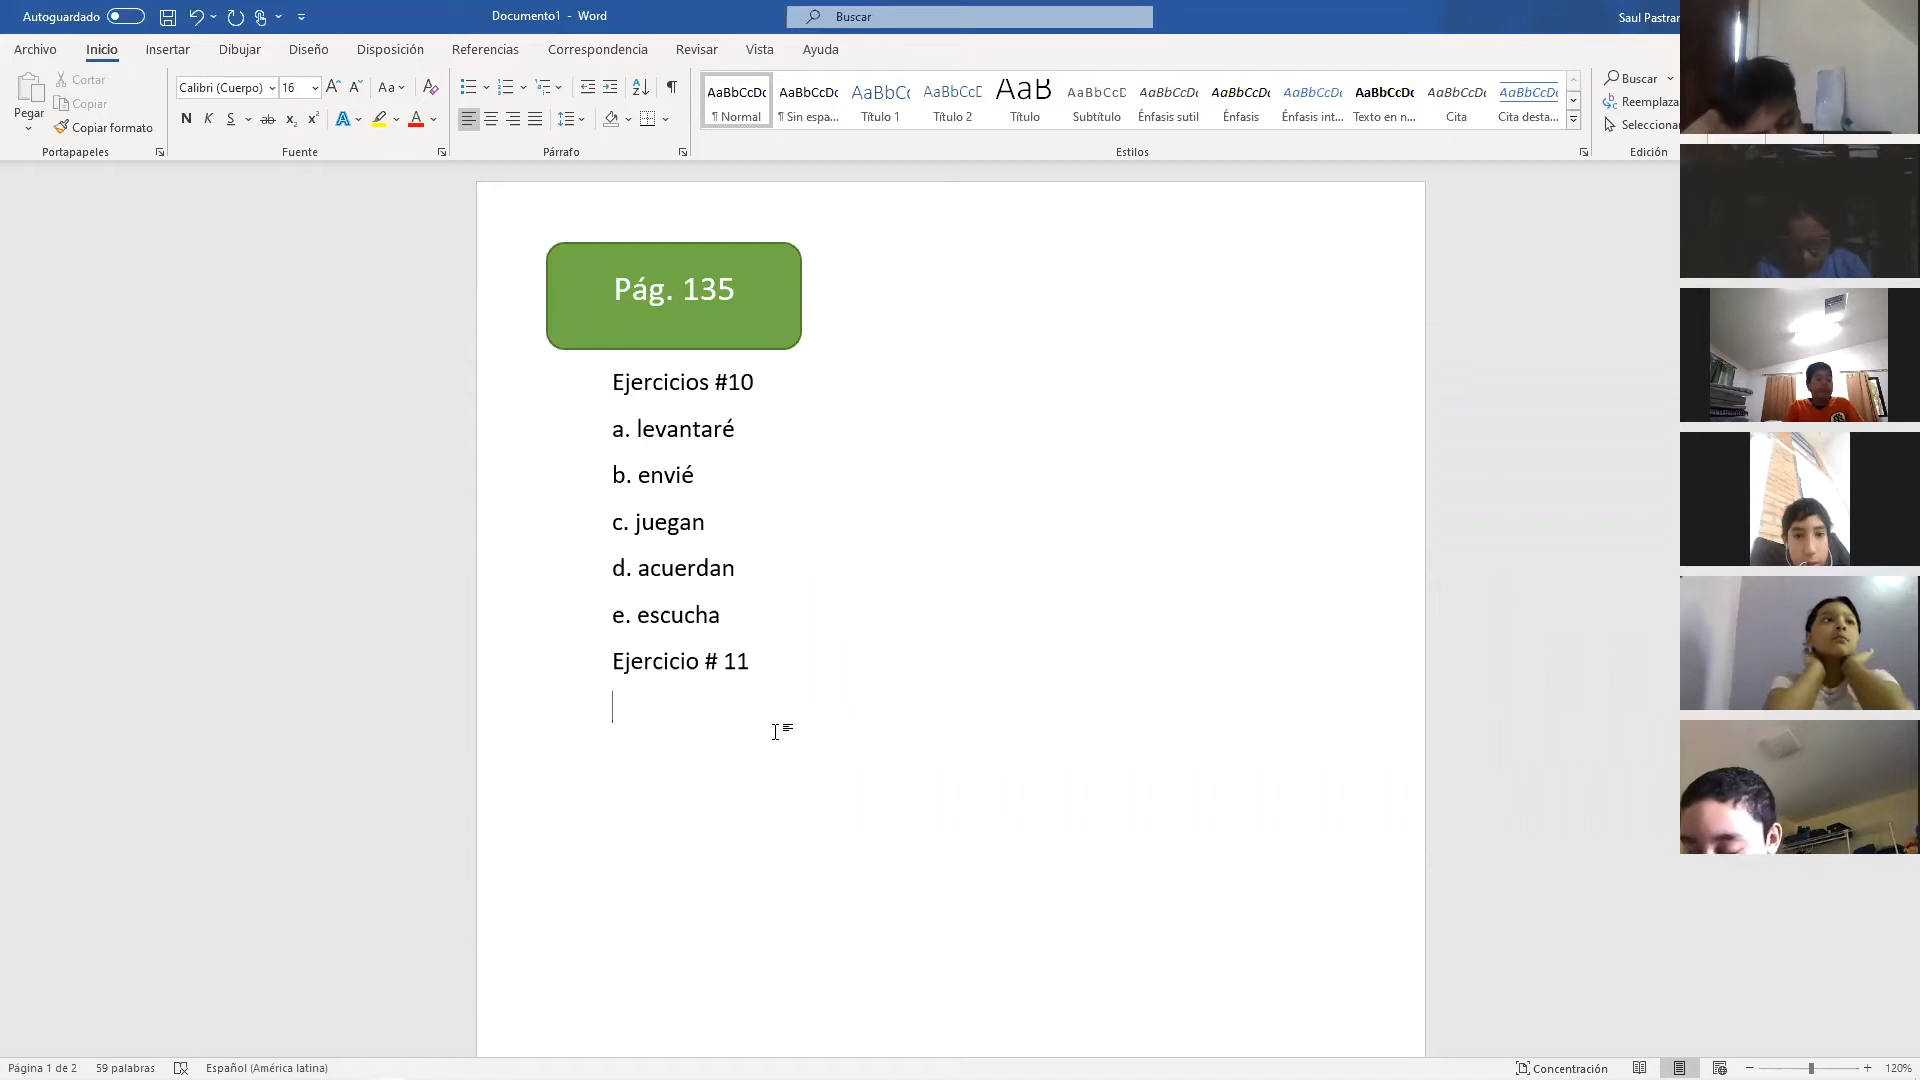 Autoguardado
Documento1 - Word
Buscar
Saul Pastran
Archivo Inicio Insertar Dibujar Diseño Disposición Referencias Correspondencia Revisar Vista Ayuda
Pegar
Cortar
Copiar
Copiar formato
Portapapeles
Calibri (Cuerpo) 16
Fuente
Párrafo
AaBbCcDc AaBbCcDc AaBbCc AaBbCcD AaB AaBbCcD AaBbCcDc AaBbCcDc AaBbCcDc AaBbCcDc AaBbCcDc AaBbCcDc
¶ Normal ¶ Sin espa... Título 1 Título 2 Título Subtítulo Énfasis sutil Énfasis Énfasis int... Texto en n... Cita Cita desta...
Estilos
Buscar
Reemplaza
Selecciona
Edición
Pág. 135
Ejercicios #10
a. levantaré
b. envié
c. juegan
d. acuerdan
e. escucha
Ejercicio # 11
Página 1 de 2 59 palabras Español (América latina) Concentración 120%